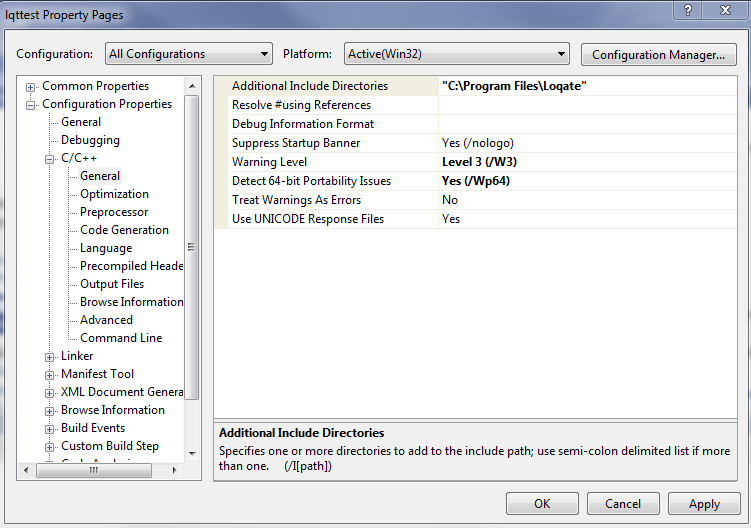 lqttest Property Pages
?
Configuration: All Configurations Platform: Active(Win32) Configuration Manager...
Common Properties
Configuration Properties
General
Debugging
C/C++
General
Optimization
Preprocessor
Code Generation
Language
Precompiled Heade
Output Files
Browse Information
Advanced
Command Line
Linker
Manifest Tool
XML Document Genera
Browse Information
Build Events
Custom Build Step
Additional Include Directories "C:\Program Files\Loqate"
Resolve #using References
Debug Information Format
Suppress Startup Banner Yes (/nologo)
Warning Level Level 3 (/W3)
Detect 64-bit Portability Issues Yes (/Wp64)
Treat Warnings As Errors No
Use UNICODE Response Files Yes
Additional Include Directories
Specifies one or more directories to add to the include path; use semi-colon delimited list if more
than one. (/I[path])
OK Cancel Apply